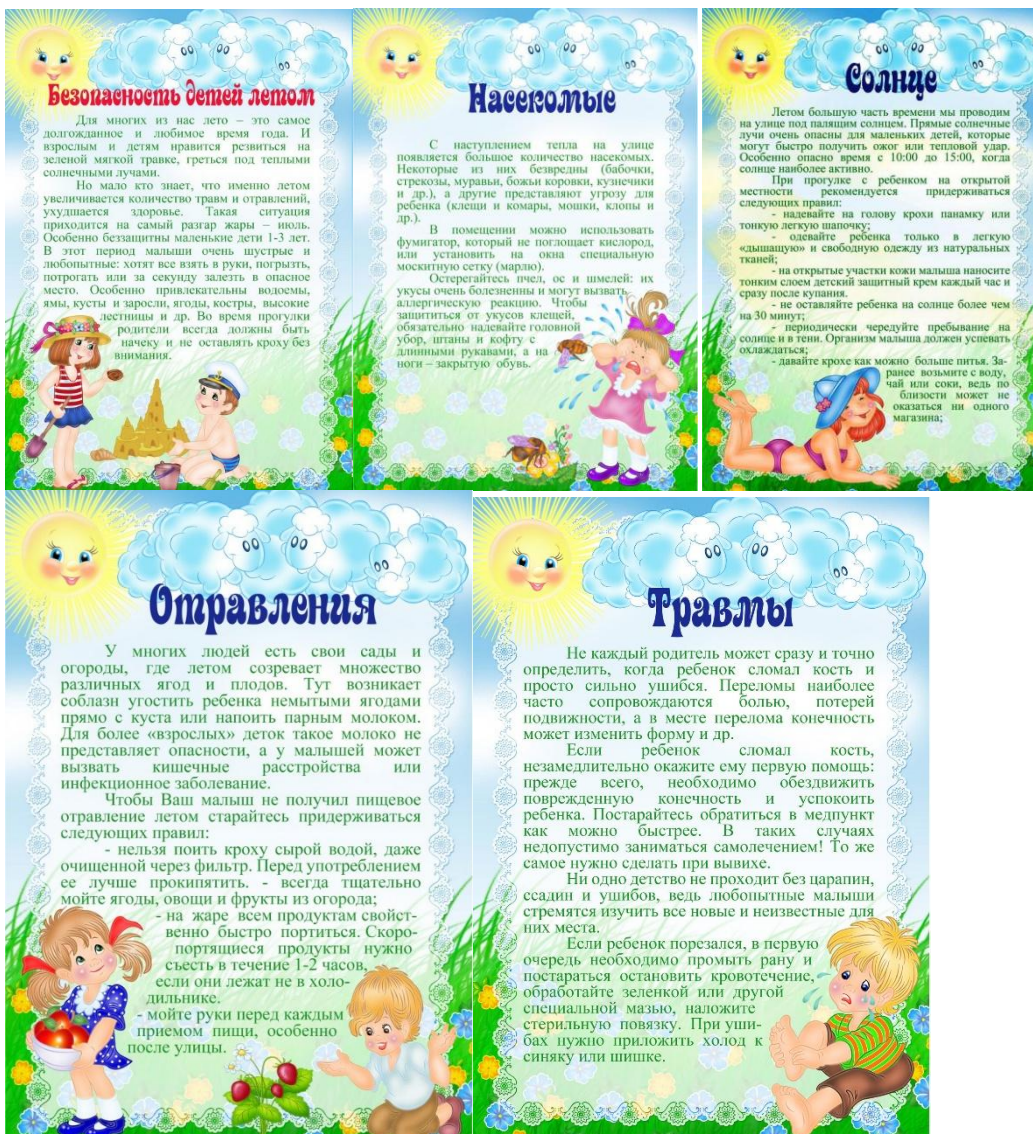 Безопасность детей летом
Для многих из нас лето – это самое
долгожданное и любимое время года. И
взрослым и детям нравится резвиться на
зеленой мягкой травке, греться под теплыми
солнечными лучами.
Но мало кто знает, что именно летом
увеличивается количество травм и отравлений,
ухудшается здоровье. Такая ситуация
приходится на самый разгар жары – июль.
Особенно беззащитны маленькие дети 1-3 лет.
В этот период малыши очень шустрые и
любопытные: хотят все взять в руки, погрызть,
потрогать или за секунду залезть в опасное
место. Особенно привлекательны водоемы,
ямы, кусты и заросли, ягоды, костры, высокие
лестницы и др. Во время прогулки
родители всегда должны быть
начеку и не оставлять кроху без
внимания.
Насекомые
С наступлением тепла на улице
появляется большое количество насекомых.
Некоторые из них безвредны (бабочки,
стрекозы, муравьи, божьи коровки, кузнечики
и др.), а другие представляют угрозу для
ребенка (клещи и комары, мошки, клопы и
др.).
В помещении можно использовать
фумигатор, который не поглощает кислород,
или установить на окна специальную
москитную сетку (марлю).
Остерегайтесь пчел, ос и шмелей: их
укусы очень болезненны и могут вызвать
аллергическую реакцию. Чтобы
защититься от укусов клещей,
обязательно надевайте головной
убор, штаны и кофту с
длинными рукавами, а на
ноги – закрытую обувь.
Солнце
Летом большую часть времени мы проводим
на улице под палящим солнцем. Прямые солнечные
лучи очень опасны для маленьких детей, которые
могут быстро получить ожог или тепловой удар.
Особенно опасно время с 10:00 до 15:00, когда
солнце наиболее активно.
При прогулке с ребенком на открытой
местности рекомендуется придерживаться
следующих правил:
- надевайте на голову крохи панамку или
тонкую легкую шапочку;
- одевайте ребенка только в легкую
«дышащую» и свободную одежду из натуральных
тканей;
- на открытые участки кожи малыша наносите
тонким слоем детский защитный крем каждый час и
сразу после купания.
- не оставляйте ребенка на солнце более чем
на 30 минут;
- периодически чередуйте пребывание на
солнце и в тени. Организм малыша должен успевать
охлаждаться;
- давайте крохе как можно больше питья. За-
ранее возьмите с воду,
чай или соки, ведь по
близости может не
оказаться ни одного
магазина;
Отравления
У многих людей есть свои сады и
огороды, где летом созревает множество
различных ягод и плодов. Тут возникает
соблазн угостить ребенка немытыми ягодами
прямо с куста или напоить парным молоком.
Для более «взрослых» деток такое молоко не
представляет опасности, а у малышей может
вызвать кишечные расстройства или
инфекционное заболевание.
Чтобы Ваш малыш не получил пищевое
отравление летом старайтесь придерживаться
следующих правил:
- нельзя поить кроху сырой водой, даже
очищенной через фильтр. Перед употреблением
ее лучше прокипятить. - всегда тщательно
мойте ягоды, овощи и фрукты из огорода;
- на жаре всем продуктам свойст-
венно быстро портиться. Скоро-
портящиеся продукты нужно
съесть в течение 1-2 часов,
если они лежат не в холо-
дильнике.
- мойте руки перед каждым
приемом пищи, особенно
после улицы.
Травмы
Не каждый родитель может сразу и точно
определить, когда ребенок сломал кость и
просто сильно ушибся. Переломы наиболее
часто сопровождаются болью, потерей
подвижности, а в месте перелома конечность
может изменить форму и др.
Если ребенок сломал кость,
незамедлительно окажите ему первую помощь:
прежде всего, необходимо обездвижить
поврежденную конечность и успокоить
ребенка. Постарайтесь обратиться в медпункт
как можно быстрее. В таких случаях
недопустимо заниматься самолечением! То же
самое нужно сделать при вывихе.
Ни одно детство не проходит без царапин,
ссадин и ушибов, ведь любопытные малыши
стремятся изучить все новые и неизвестные для
них места.
Если ребенок порезался, в первую
очередь необходимо промыть рану и
постараться остановить кровотечение,
обработайте зеленкой или другой
специальной мазью, наложите
стерильную повязку. При уши-
бах нужно приложить холод к
синяку или шишке.